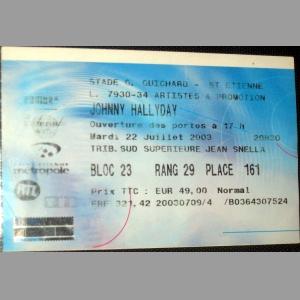 STADE G. GUICHARD - ST ETIENNE
L. 7930-34 ARTISTES & PROMOTION
JOHNNY HALLYDAY
Ouverture des portes à 17 h
Mardi 22 Juillet 2003 20H30
TRIB.SUD SUPERIEURE JEAN SNELLA
métropole
BLOC 23 RANG 29 PLACE 161
RTL
Prix TTC : EUR 49,00 Normal
FRF 321,42 20030709/4 /B0364307524